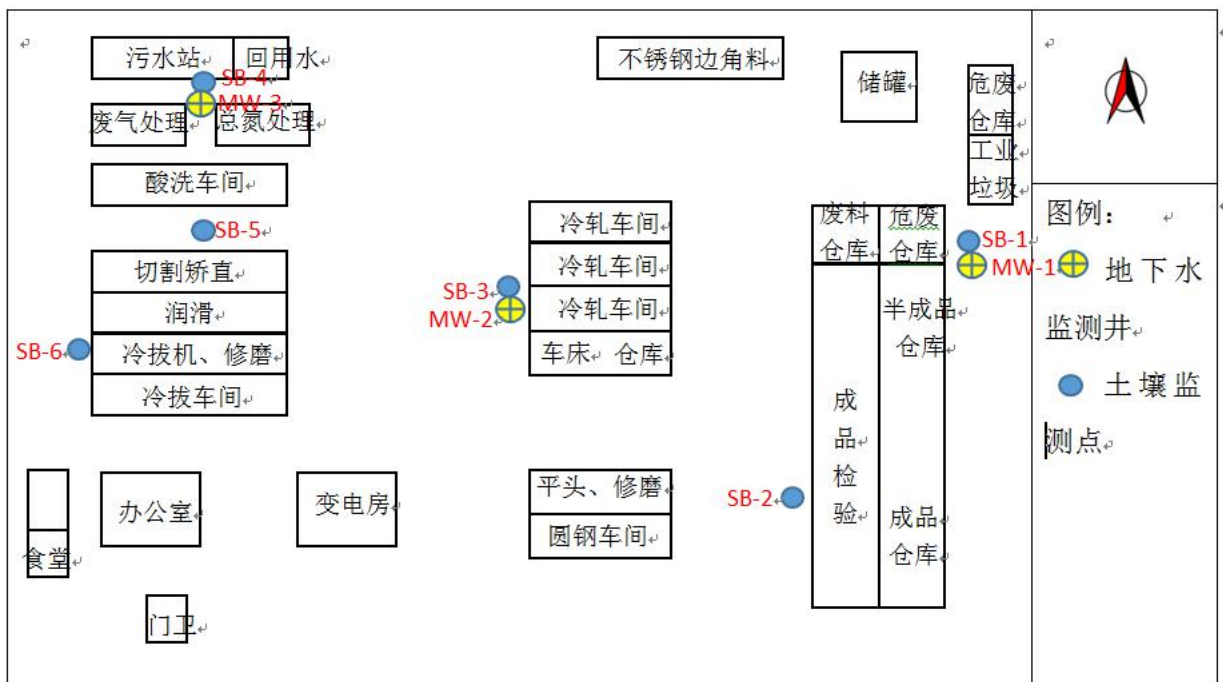 污水站
回用水
不锈钢边角料
储罐
危废
仓库
工业
垃圾
SB-4
MW-3
废气处理
总氮处理
酸洗车间
SB-5
切割矫直
润滑
SB-6
冷拔机、修磨
冷拔车间
冷轧车间
冷轧车间
SB-3
冷轧车间
MW-2
车床 仓库
废料
仓库
危废
仓库
SB-1
MW-1
半成品
仓库
成
品
检
验
成品
仓库
SB-2
平头、修磨
圆钢车间
办公室
变电房
食堂
门卫
图例：
地下水
监测井
土壤监
测点